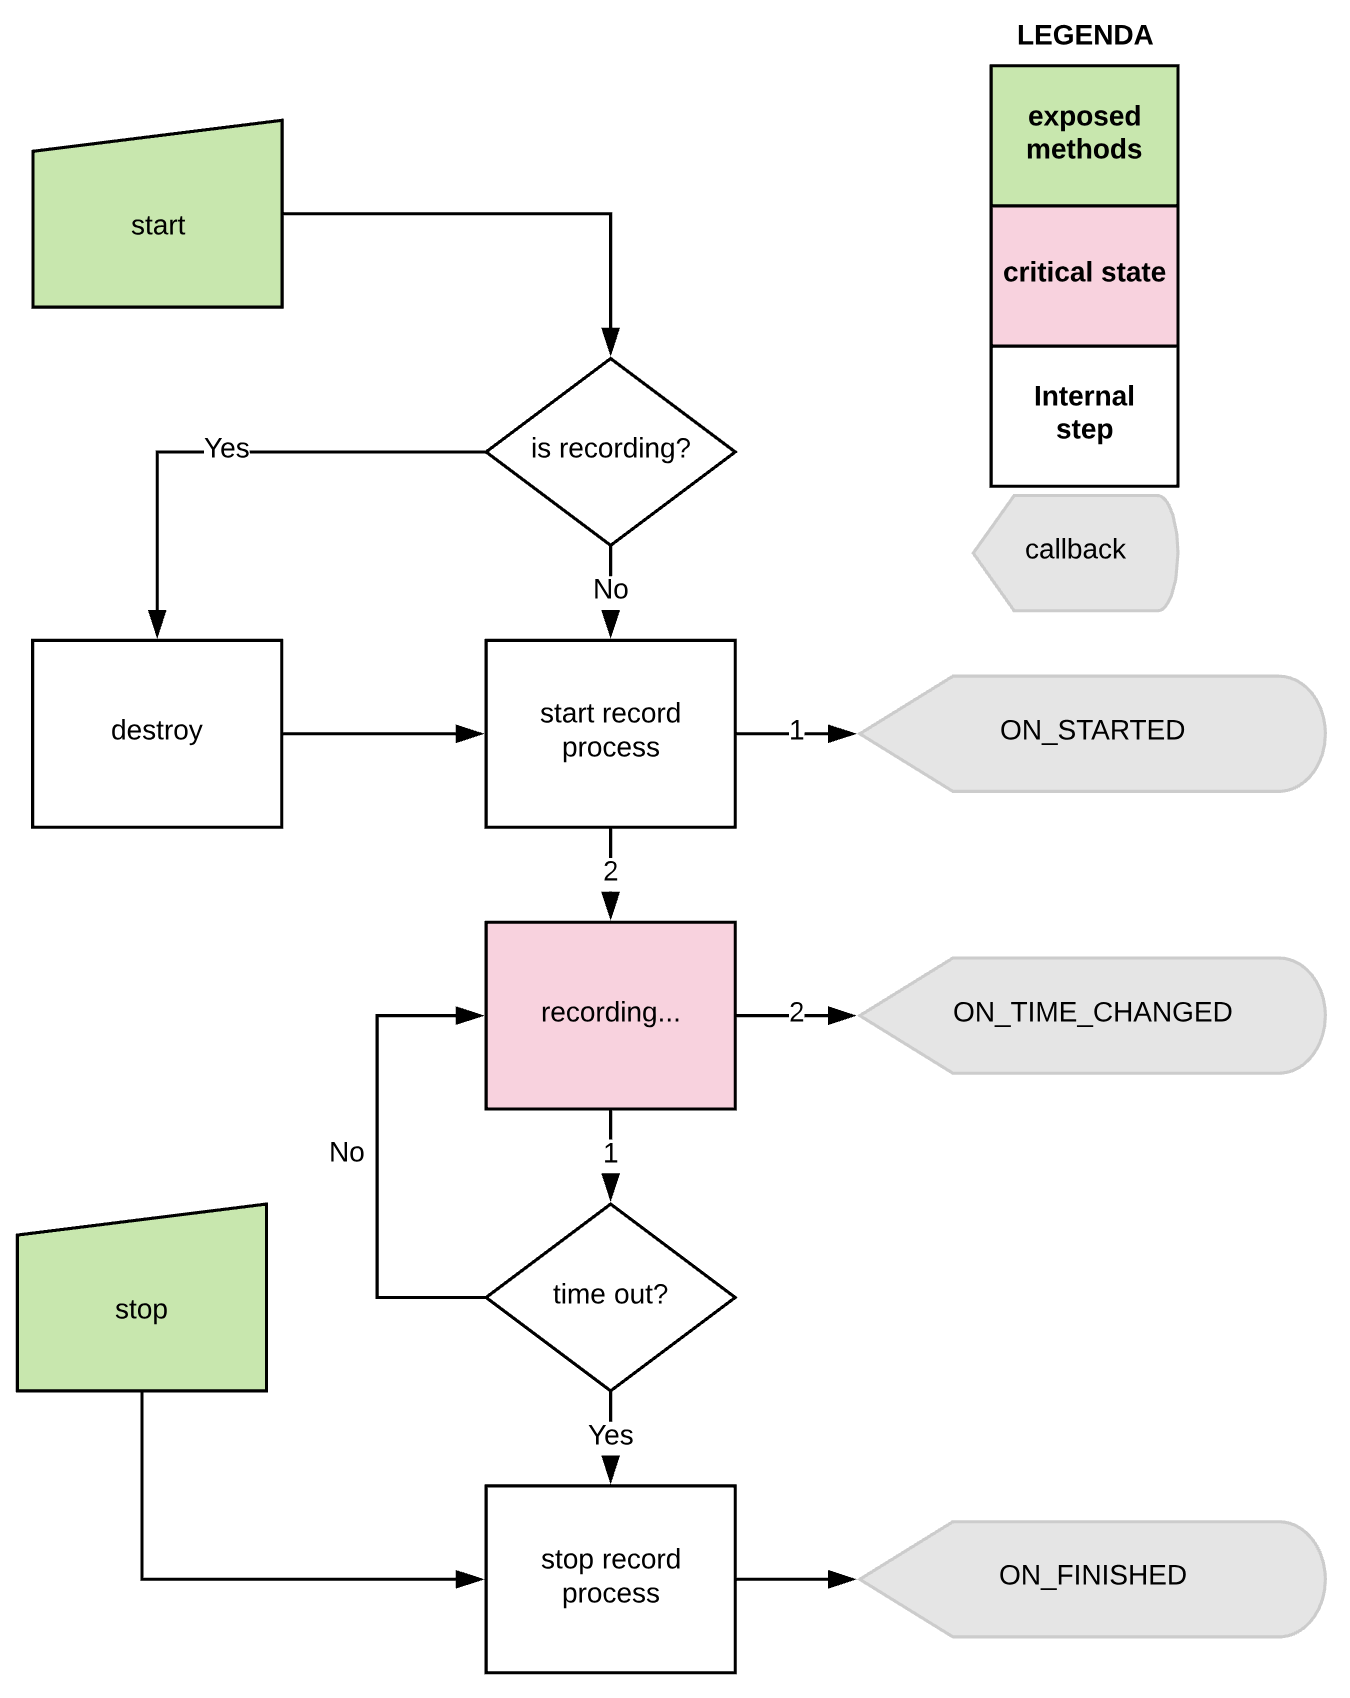 LEGENDA
exposed
methods
critical state
Internal
step
callback
start
is recording?
Yes
No
destroy
start record
process
1
ON_STARTED
2
recording...
2
ON_TIME_CHANGED
1
No
time out?
stop
Yes
stop record
process
ON_FINISHED